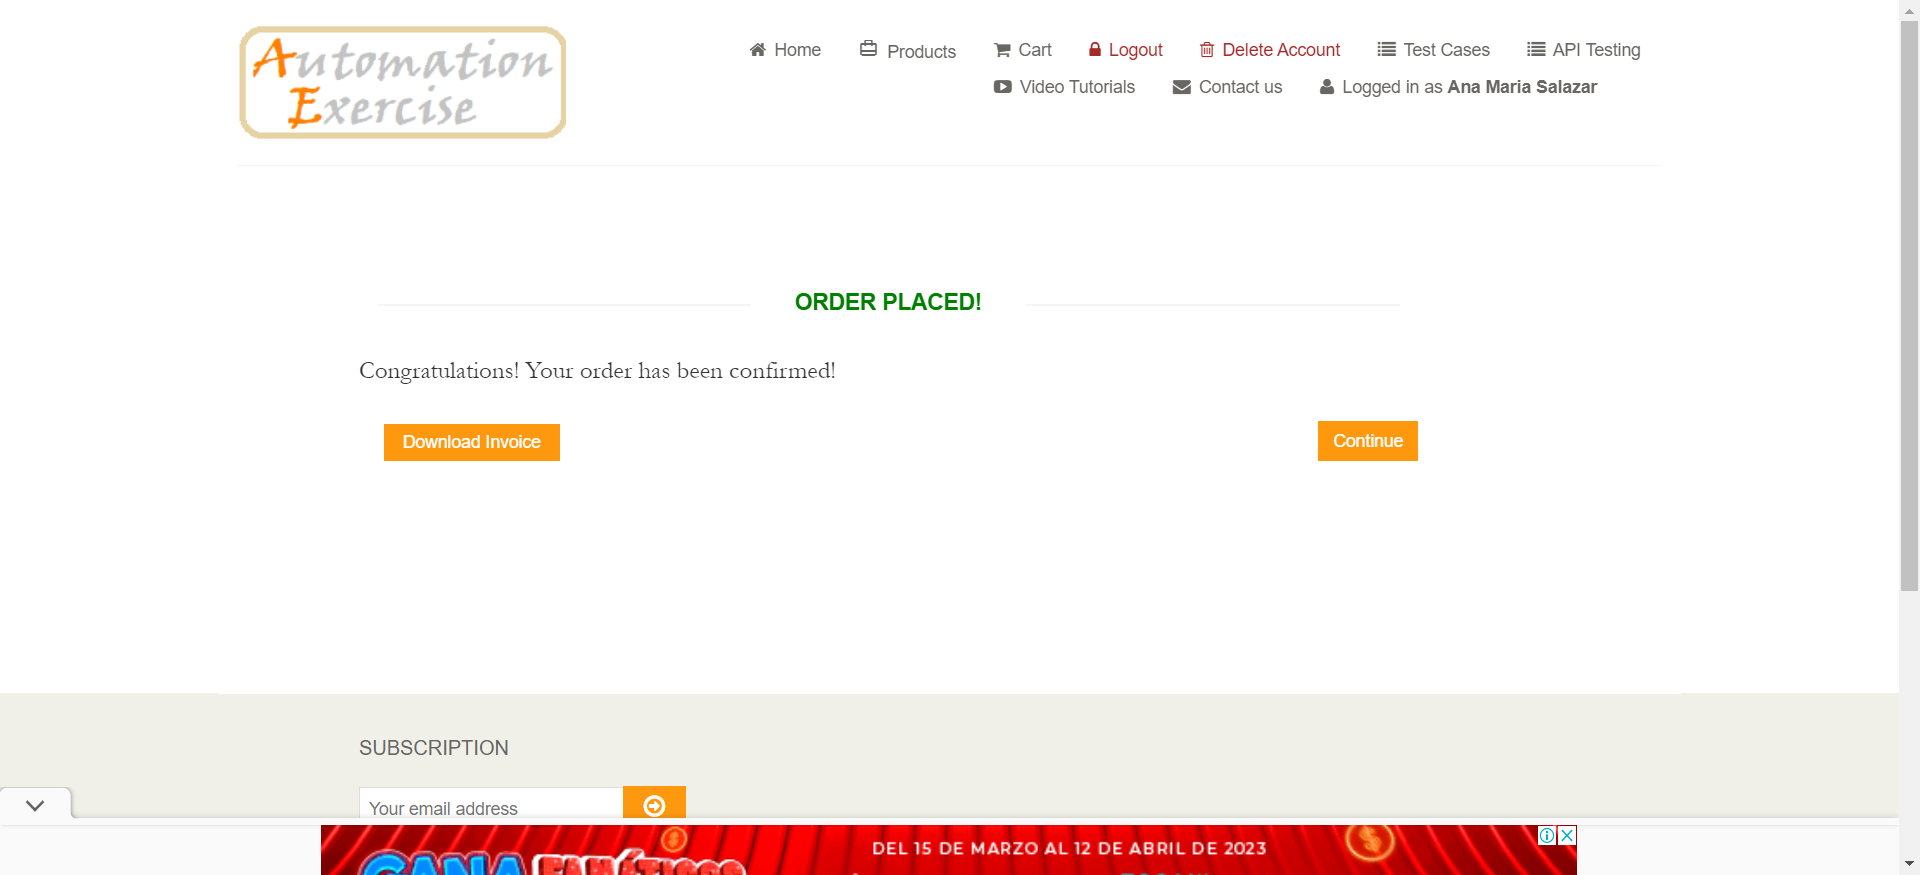 Automation
Exercise
Home Products Cart Logout Delete Account Test Cases API Testing
Video Tutorials Contact us Logged in as Ana Maria Salazar
ORDER PLACED!
Congratulations! Your order has been confirmed!
Download Invoice Continue
SUBSCRIPTION
Your email address
DEL 15 DE MARZO AL 12 DE ABRIL DE 2023
GANA FANÁTICOS